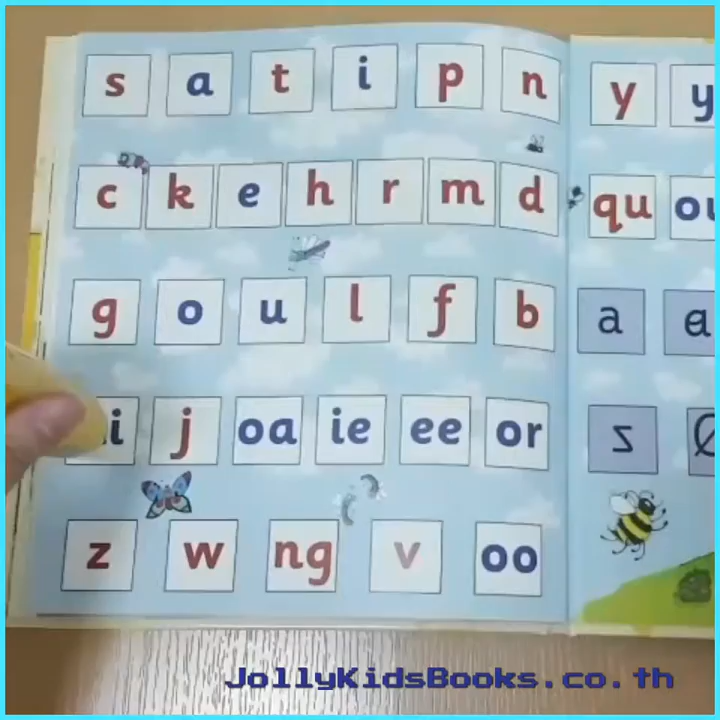 s a t i p n
c k e h r m d
g o u l f b
i j oa ie ee or
z w ng v oo
y y
qu
a a
JollyKidsBooks.co.th